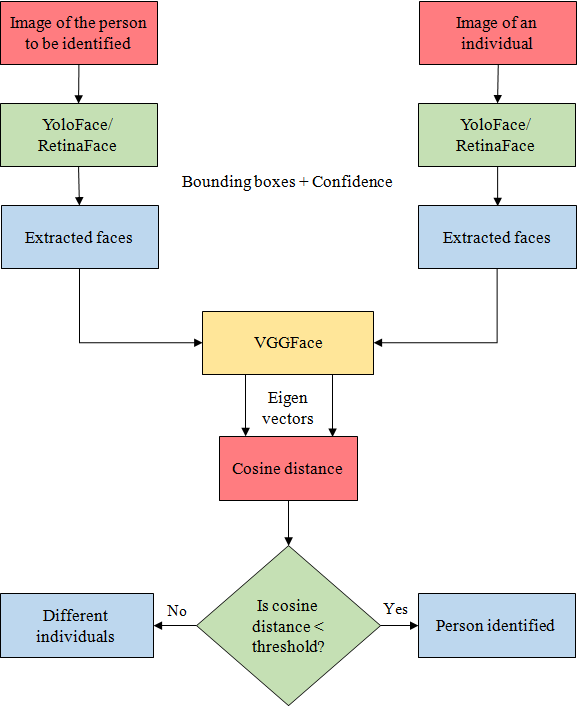 Image of the person
to be identified
Image of an
individual
YoloFace/
RetinaFace
YoloFace/
RetinaFace
Bounding boxes + Confidence
Extracted faces
Extracted faces
VGGFace
Eigen
vectors
Cosine distance
Is cosine
distance <
threshold?
No
Yes
Different
individuals
Person identified